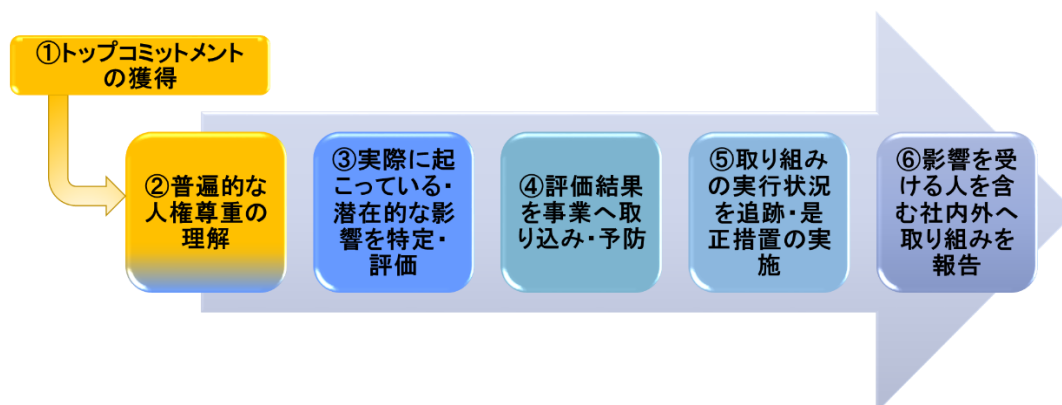 ①トップコミットメント
の獲得
②普遍的な
人権尊重の
理解
③実際に起
こっている・
潜在的な影
響を特定・
評価
④評価結果
を事業へ取
り込み・予防
⑤取り組み
の実行状況
を追跡・是
正措置の実
施
⑥影響を受
ける人を含
む社内外へ
取り組みを
報告